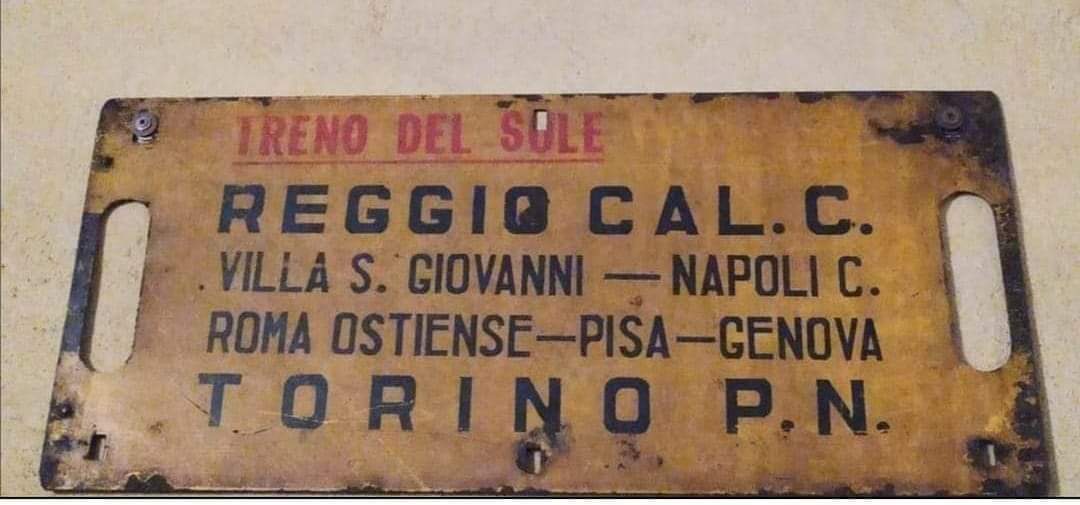 TRENO DEL SOLE
REGGIO CAL. C.
VILLA S. GIOVANNI — NAPOLI C.
ROMA OSTIENSE—PISA—GENOVA
TORINO P.N.